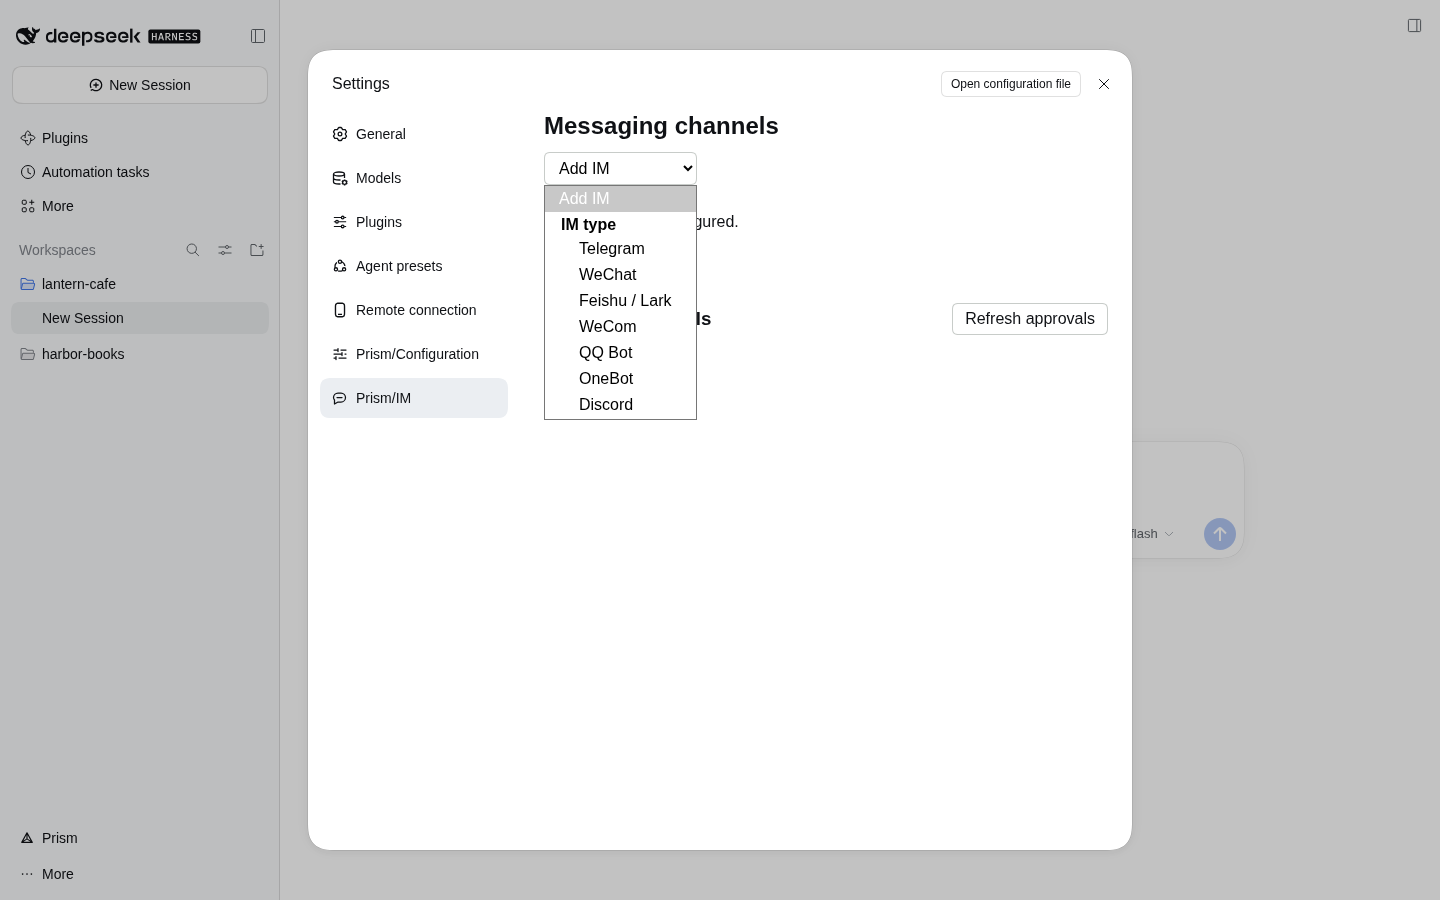 deepseek HARNESS
New Session
Plugins
Automation tasks
More
Workspaces
lantern-cafe
New Session
harbor-books
Prism
More
Settings
Open configuration file
General
Models
Plugins
Agent presets
Remote connection
Prism/Configuration
Prism/IM
Messaging channels
Add IM
Add IM
IM type
Telegram
WeChat
Feishu / Lark
WeCom
QQ Bot
OneBot
Discord
Refresh approvals
flash